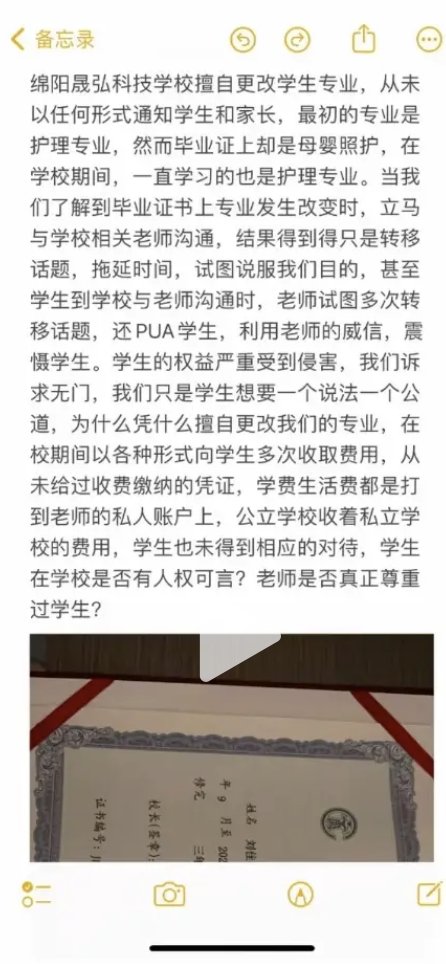 备忘录
绵阳晟弘科技学校擅自更改学生专业，从未
以任何形式通知学生和家长，最初的专业是
护理专业，然而毕业证上却是母婴照护，在
学校期间，一直学习的也是护理专业。当我
们了解到毕业证书上专业发生改变时，立马
与学校相关老师沟通，结果得到得只是转移
话题，拖延时间，试图说服我们目的，甚至
学生到学校与老师沟通时，老师试图多次转
移话题，还PUA学生，利用老师的威信，震
慑学生。学生的权益严重受到侵害，我们诉
求无门，我们只是学生想要一个说法一个公
道，为什么凭什么擅自更改我们的专业，在
校期间以各种形式向学生多次收取费用，从
未给过收费缴纳的凭证，学费生活费都是打
到老师的私人账户上，公立学校收着私立学
校的费用，学生也未得到相应的对待，学生
在学校是否有人权可言？老师是否真正尊重
过学生？
姓名 刘佳
年 9 月至 202
修完 三年
校长(签章)：
证书编号：川